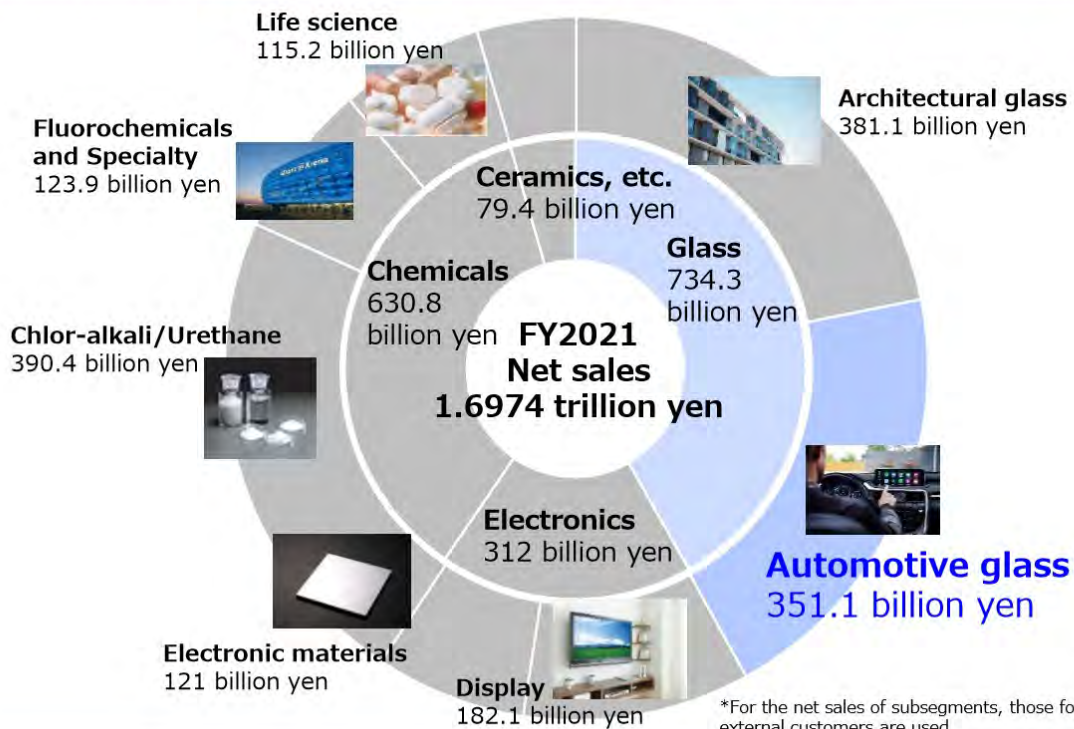 Life science
115.2 billion yen
Architectural glass
381.1 billion yen
Fluorochemicals
and Specialty
123.9 billion yen
Ceramics, etc.
79.4 billion yen
Glass
734.3
billion yen
Chemicals
630.8
billion yen
FY2021
Net sales
1.6974 trillion yen
Chlor-alkali/Urethane
390.4 billion yen
Electronics
312 billion yen
Automotive glass
351.1 billion yen
Electronic materials
121 billion yen
Display
182.1 billion yen
*For the net sales of subsegments, those fo
external customers are used